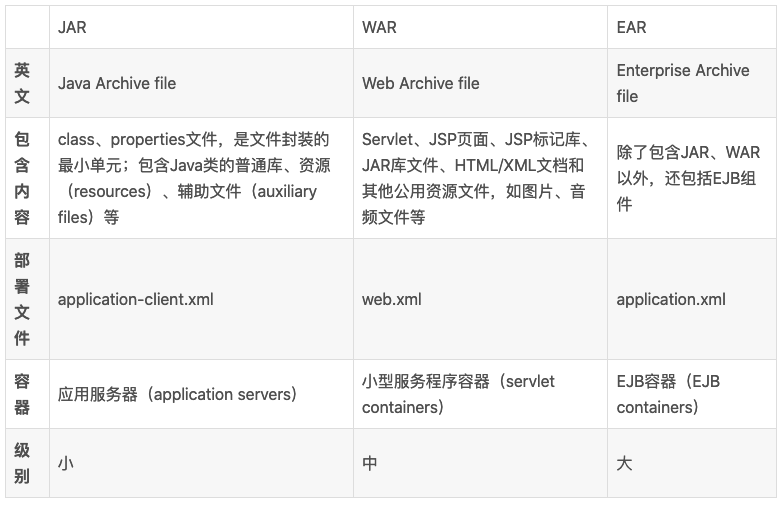 JAR
WAR
EAR
英
文
Java Archive file
Web Archive file
Enterprise Archive
file
包
含
内
容
class、properties文件，是文件封装的
最小单元；包含Java类的普通库、资源
（resources）、辅助文件（auxiliary
files）等
Servlet、JSP页面、JSP标记库、
JAR库文件、HTML/XML文档和
其他公用资源文件，如图片、音
频文件等
除了包含JAR、WAR
以外，还包括EJB组
件
部
署
文
件
application-client.xml
web.xml
application.xml
容
器
应用服务器（application servers）
小型服务程序容器（servlet
containers）
EJB容器（EJB
containers）
级
别
小
中
大